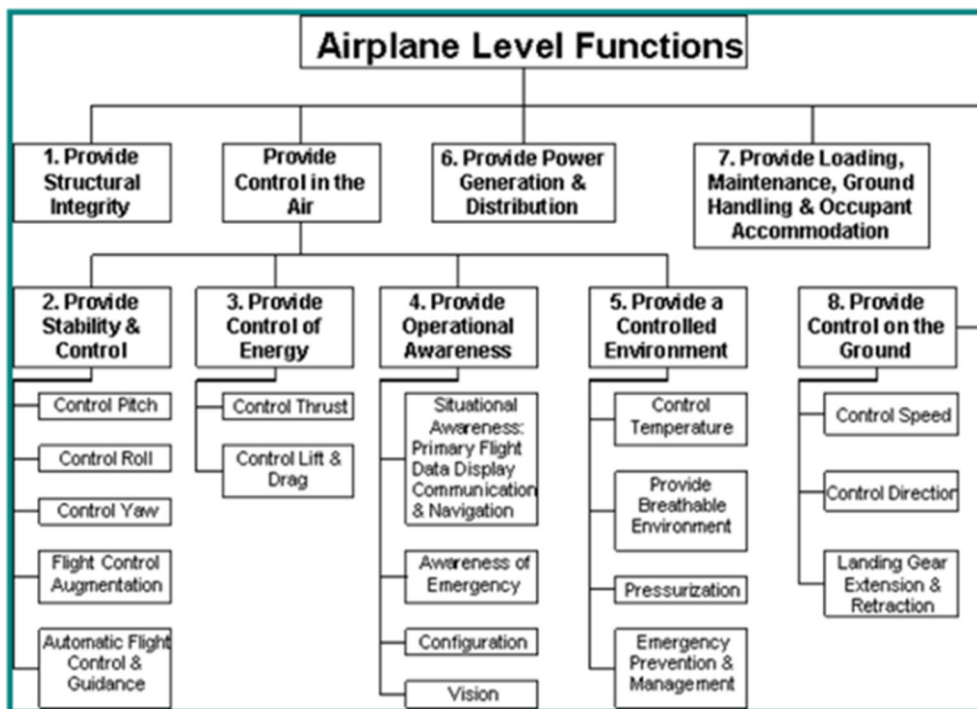 Airplane Level Functions
1. Provide
Structural
Integrity
Provide
Control in the
Air
6. Provide Power
Generation &
Distribution
7. Provide Loading,
Maintenance, Ground
Handling & Occupant
Accommodation
2. Provide
Stability &
Control
Control Pitch
Control Roll
Control Yaw
Flight Control
Augmentation
Automatic Flight
Control &
Guidance
3. Provide
Control of
Energy
Control Thrust
Control Lift &
Drag
4. Provide
Operational
Awareness
Situational
Awareness:
Primary Flight
Data Display
Communication
& Navigation
Awareness of
Emergency
Configuration
Vision
5. Provide a
Controlled
Environment
Control
Temperature
Provide
Breathable
Environment
Pressurization
Emergency
Prevention &
Management
8. Provide
Control on the
Ground
Control Speed
Control Direction
Landing Gear
Extension &
Retraction